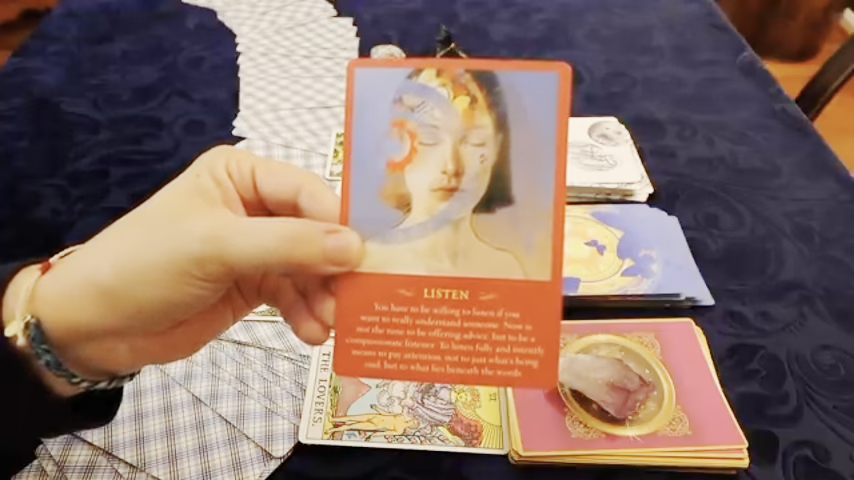 LISTEN
You have to be willing to listen if you
want to really understand someone. Now is
not the time to be offering advice, but to be a
compassionate listener. To listen fully and intently
means to pay attention, not to just what's being
said, but to what lies beneath the words
THE LOVERS.
VI